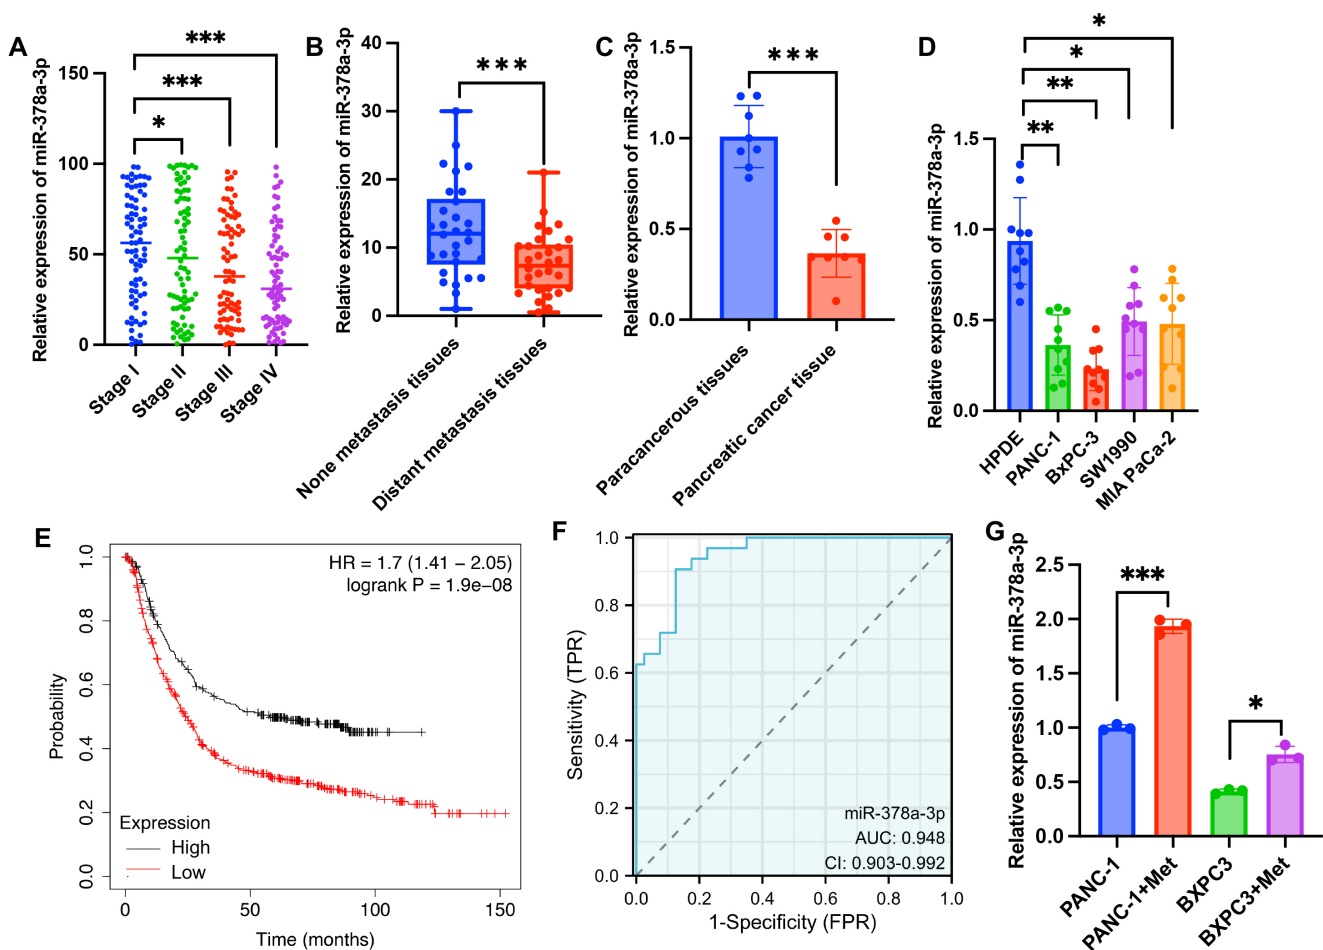 A
Relative expression of miR-378a-3p
150
100
50
0
***
***
*
Stage I
Stage II
Stage III
Stage IV
B
Relative expression of miR-378a-3p
40
30
20
10
0
***
None metastasis tissues
Distant metastasis tissues
C
Relative expression of miR-378a-3p
1.5
1.0
0.5
0.0
***
Paracancerous tissues
Pancreatic cancer tissue
D
Relative expression of miR-378a-3p
1.5
1.0
0.5
0.0
*
*
**
**
HPDE
PANC-1
BxPC-3
SW1990
MIA PaCa-2
E
Probability
1.0
0.8
0.6
0.4
0.2
0.0
HR = 1.7 (1.41 − 2.05)
logrank P = 1.9e−08
Expression
High
Low
0
50
100
150
Time (months)
F
Sensitivity (TPR)
1.0
0.8
0.6
0.4
0.2
0.0
miR-378a-3p
AUC: 0.948
CI: 0.903-0.992
0.0
0.2
0.4
0.6
0.8
1.0
1-Specificity (FPR)
G
Relative expression of miR-378a-3p
2.5
2.0
1.5
1.0
0.5
0.0
***
*
PANC-1
PANC-1+Met
BXPC3
BXPC3+Met